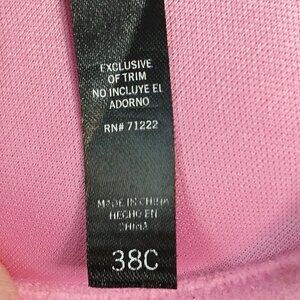 EXCLUSIVE
OF TRIM
NO INCLUYE EL
ADORNO
RN# 71222
MADE IN CHINA
HECHO EN
CHINA
38C